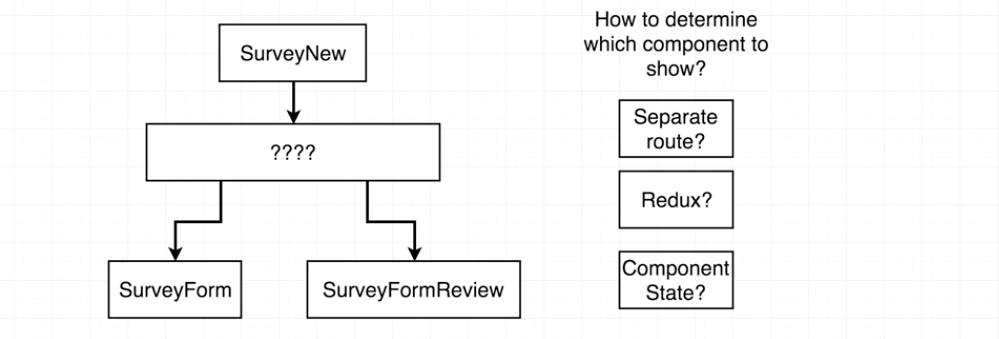 SurveyNew
????
SurveyForm
SurveyFormReview
How to determine
which component to
show?
Separate
route?
Redux?
Component
State?